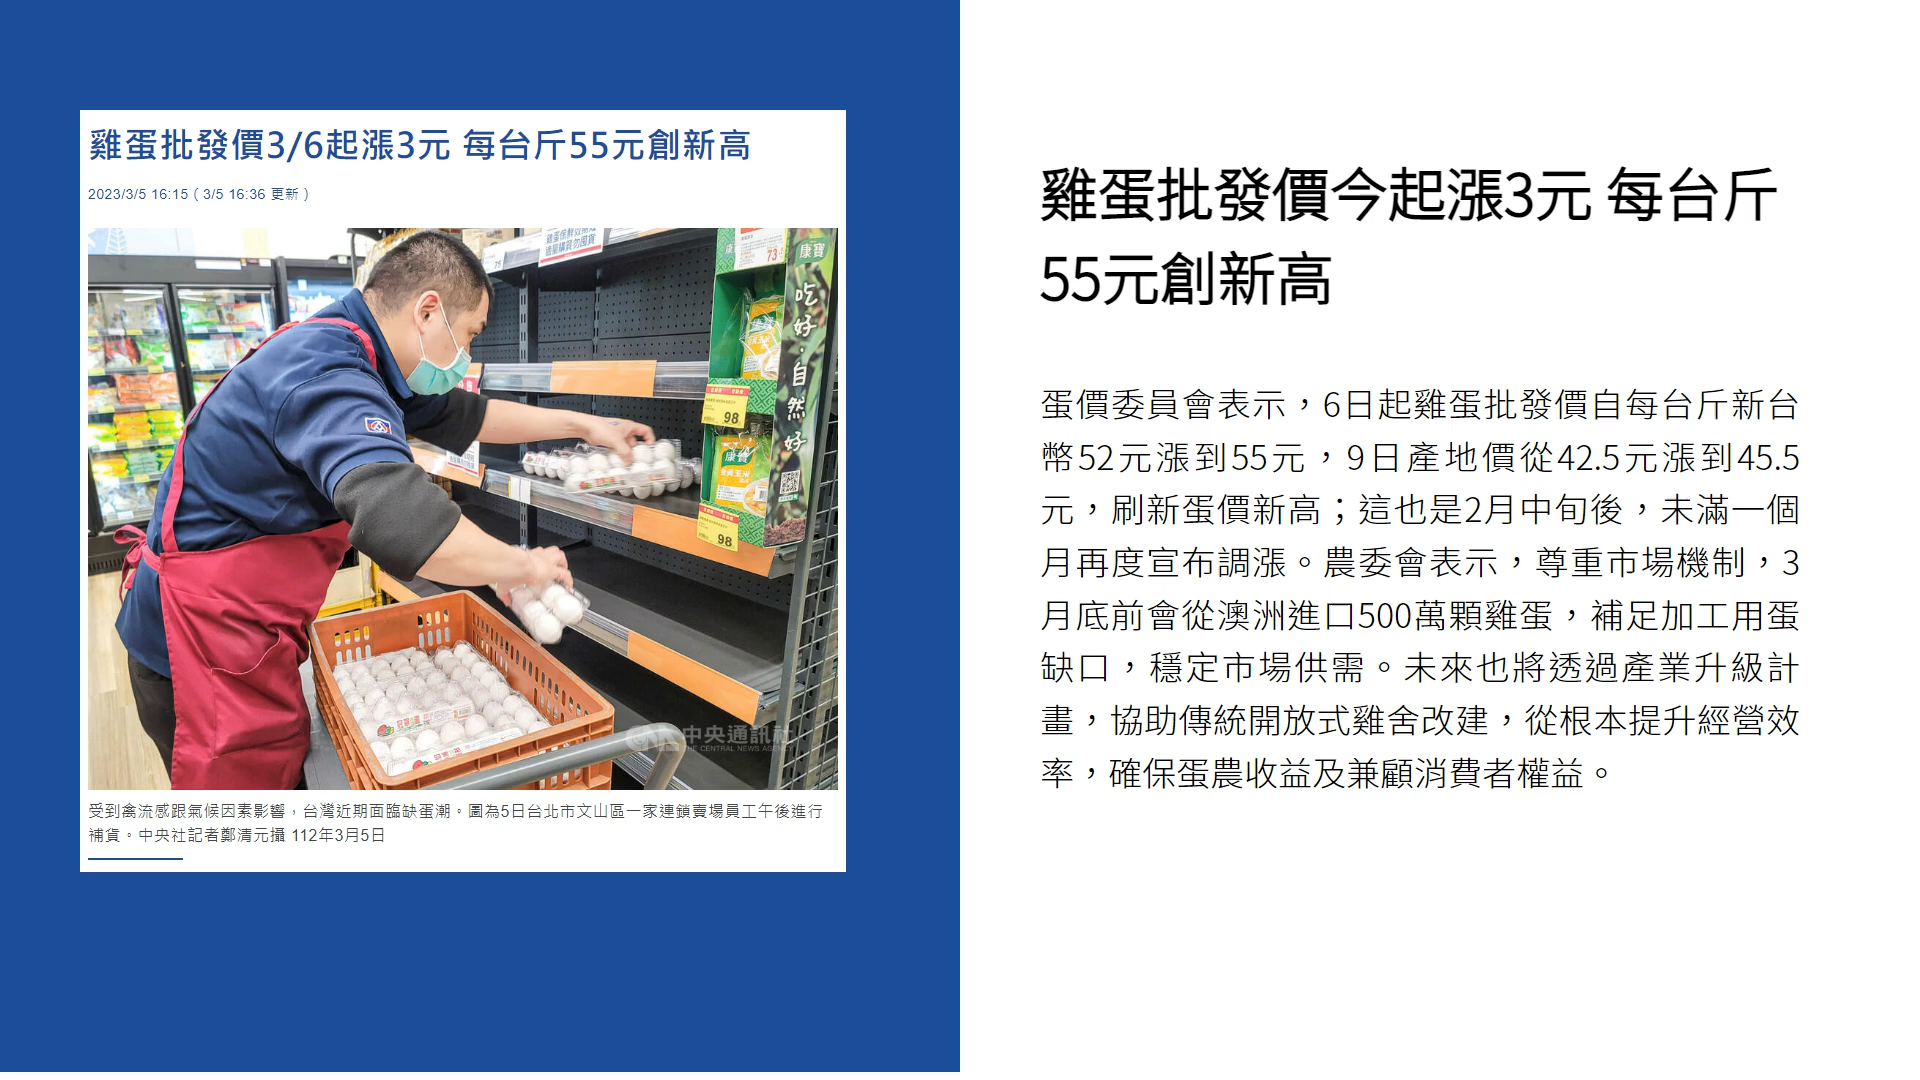 雞蛋批發價3/6起漲3元 每台斤55元創新高
2023/3/5 16:15（3/5 16:36 更新）
康寶
73
75
吃好·自然好
康寶
98
康寶
98
中央通訊社
THE CENTRAL NEWS AGENCY
受到禽流感跟氣候因素影響，台灣近期面臨缺蛋潮。圖為5日台北市文山區一家連鎖賣場員工午後進行
補貨。中央社記者鄭清元攝 112年3月5日
雞蛋批發價今起漲3元 每台斤
55元創新高
蛋價委員會表示，6日起雞蛋批發價自每台斤新台
幣52元漲到55元，9日產地價從42.5元漲到45.5
元，刷新蛋價新高；這也是2月中旬後，未滿一個
月再度宣布調漲。農委會表示，尊重市場機制，3
月底前會從澳洲進口500萬顆雞蛋，補足加工用蛋
缺口，穩定市場供需。未來也將透過產業升級計
畫，協助傳統開放式雞舍改建，從根本提升經營效
率，確保蛋農收益及兼顧消費者權益。